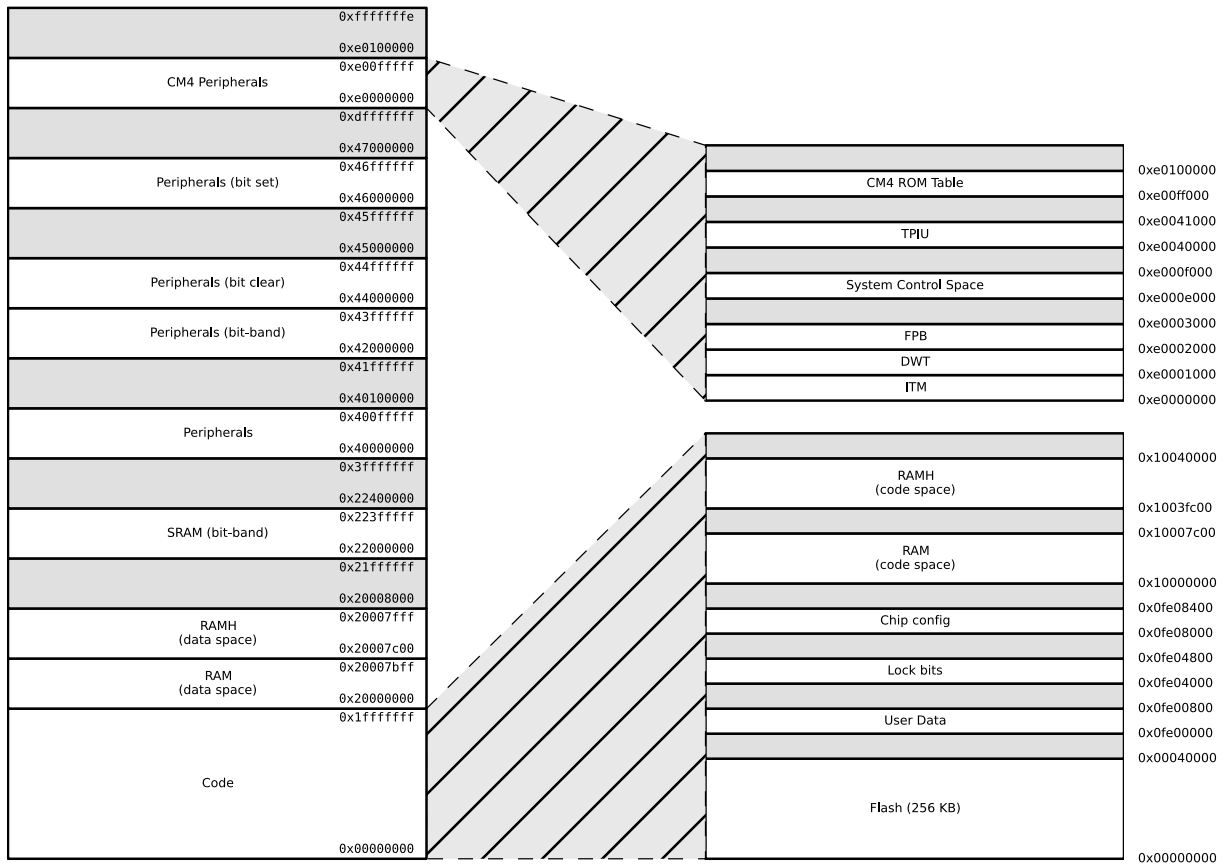 0xfffffffe
0xe0100000
0xe00fffff
CM4 Peripherals
0xe0000000
0xdfffffff
0x47000000
0x46ffffff
Peripherals (bit set)
0x46000000
0x45ffffff
0x45000000
0x44ffffff
Peripherals (bit clear)
0x44000000
0x43ffffff
Peripherals (bit-band)
0x42000000
0x41ffffff
0x40100000
0x400fffff
Peripherals
0x40000000
0x3fffffff
0x22400000
0x223fffff
SRAM (bit-band)
0x22000000
0x21ffffff
0x20008000
0x20007fff
RAMH
(data space)
0x20007c00
0x20007bff
RAM
(data space)
0x20000000
0x1fffffff
Code
0x00000000
0xe0100000
CM4 ROM Table
0xe00ff000
0xe0041000
TPIU
0xe0040000
0xe000f000
System Control Space
0xe000e000
0xe0003000
FPB
0xe0002000
DWT
0xe0001000
ITM
0xe0000000
0x10040000
RAMH
(code space)
0x1003fc00
0x10007c00
RAM
(code space)
0x10000000
0x0fe08400
Chip config
0x0fe08000
0x0fe04800
Lock bits
0x0fe04000
0x0fe00800
User Data
0x0fe00000
0x00040000
Flash (256 KB)
0x00000000